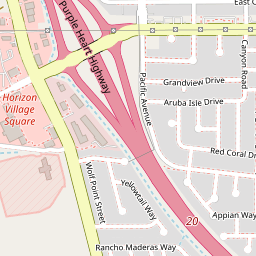 East C
Purple Heart Highway
Canyon Road
Pacific Avenue
Grandview Drive
Aruba Isle Drive
Horizon
Village
Square
Red Coral Dr
Wolf Point Street
Yellowtail Way
20
Appian Way
Rancho Maderas Way